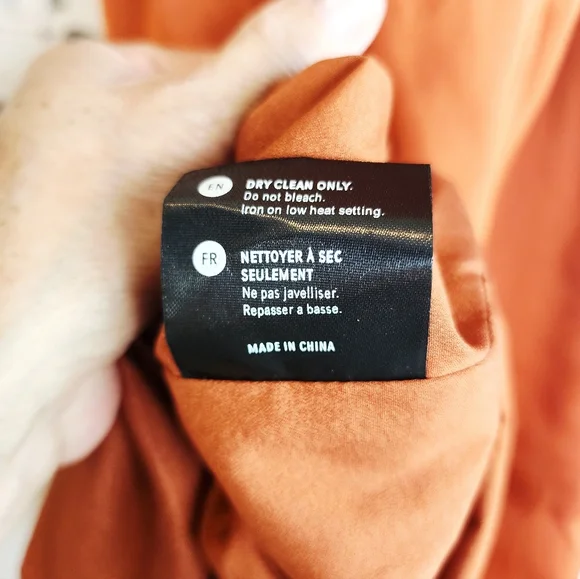 EN DRY CLEAN ONLY.
Do not bleach.
Iron on low heat setting.
FR NETTOYER À SEC
SEULEMENT
Ne pas javelliser.
Repasser a basse.
MADE IN CHINA